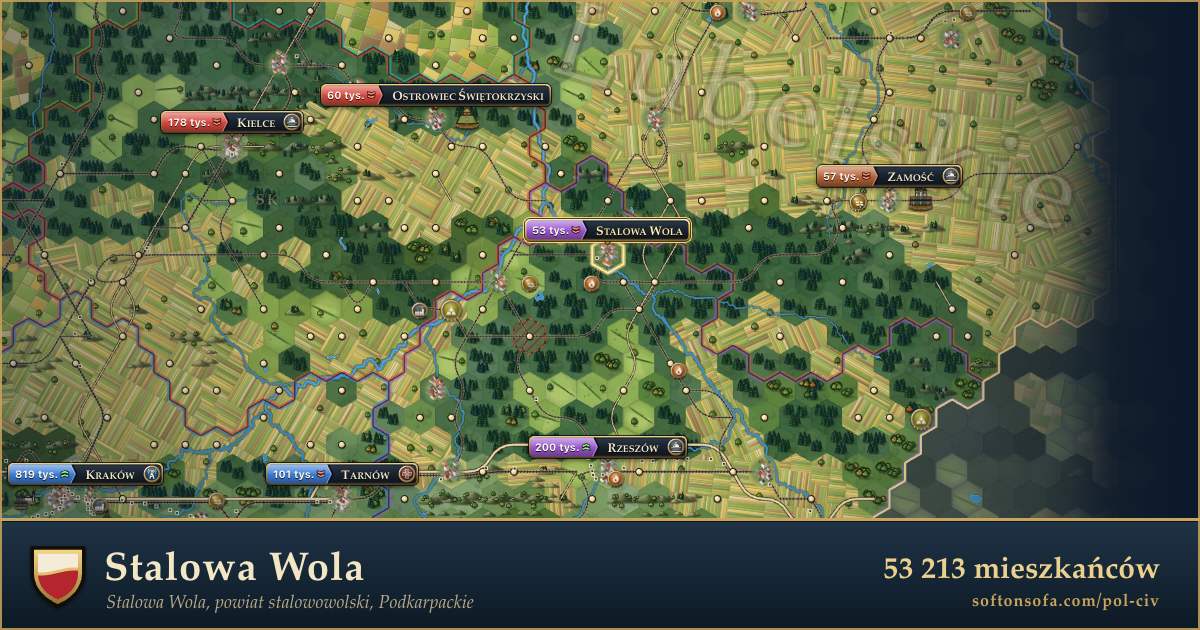 Lubelskie
60 tys. Ostrowiec Świętokrzyski
178 tys. Kielce
57 tys. Zamość
SK
53 tys. Stalowa Wola
200 tys. Rzeszów
819 tys. Kraków
101 tys. Tarnów
Stalowa Wola
53 213 mieszkańców
Stalowa Wola, powiat stalowowolski, Podkarpackie
softonsofa.com/pol-civ